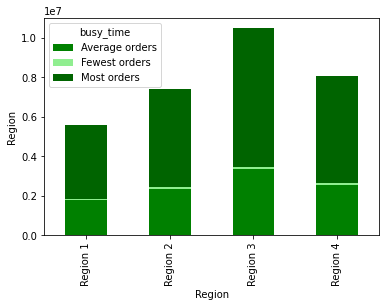 1e7
busy_time
Average orders
Fewest orders
Most orders
1.0
0.8
0.6
0.4
0.2
0.0
Region
Region 1
Region 2
Region 3
Region 4
Region